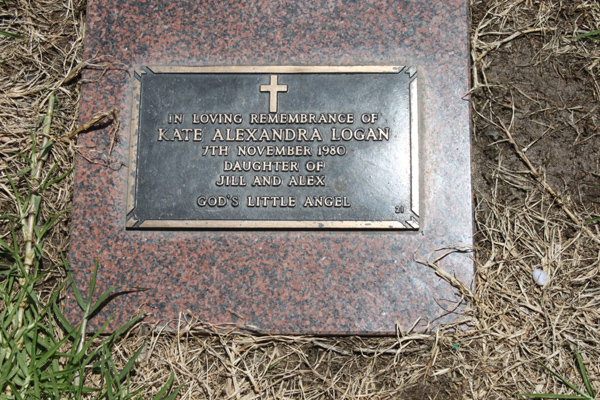 IN LOVING REMEMBRANCE OF
KATE ALEXANDRA LOGAN
7TH NOVEMBER 1980
DAUGHTER OF
JILL AND ALEX
GOD'S LITTLE ANGEL